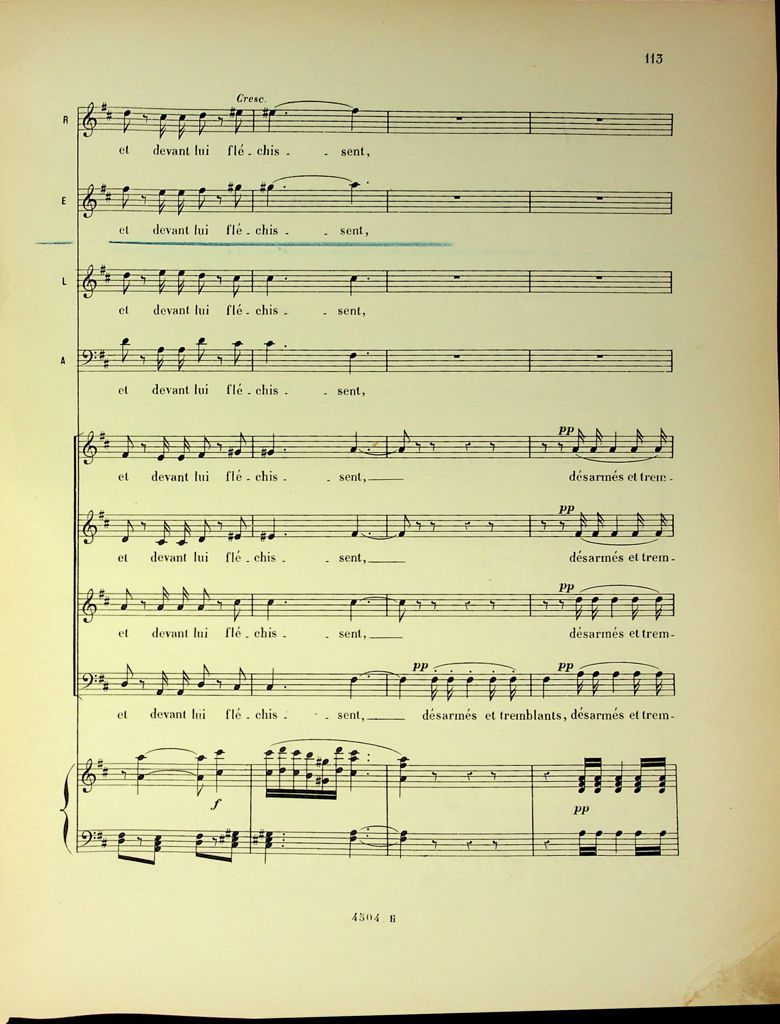 113
Cresc.
R
et devant lui flé - chis - - sent,
E
et devant lui flé - chis - - sent,
L
et devant lui flé - chis - - sent,
A
et devant lui flé - chis - - sent,
pp
et devant lui flé - chis - - sent, désarmés et trem -
pp
et devant lui flé - chis - - sent, désarmés et trem -
pp
et devant lui flé - chis - - sent, désarmés et trem -
pp pp
et devant lui flé - chis - - sent, désarmés et tremblants, désarmés et trem -
f pp
4504. B